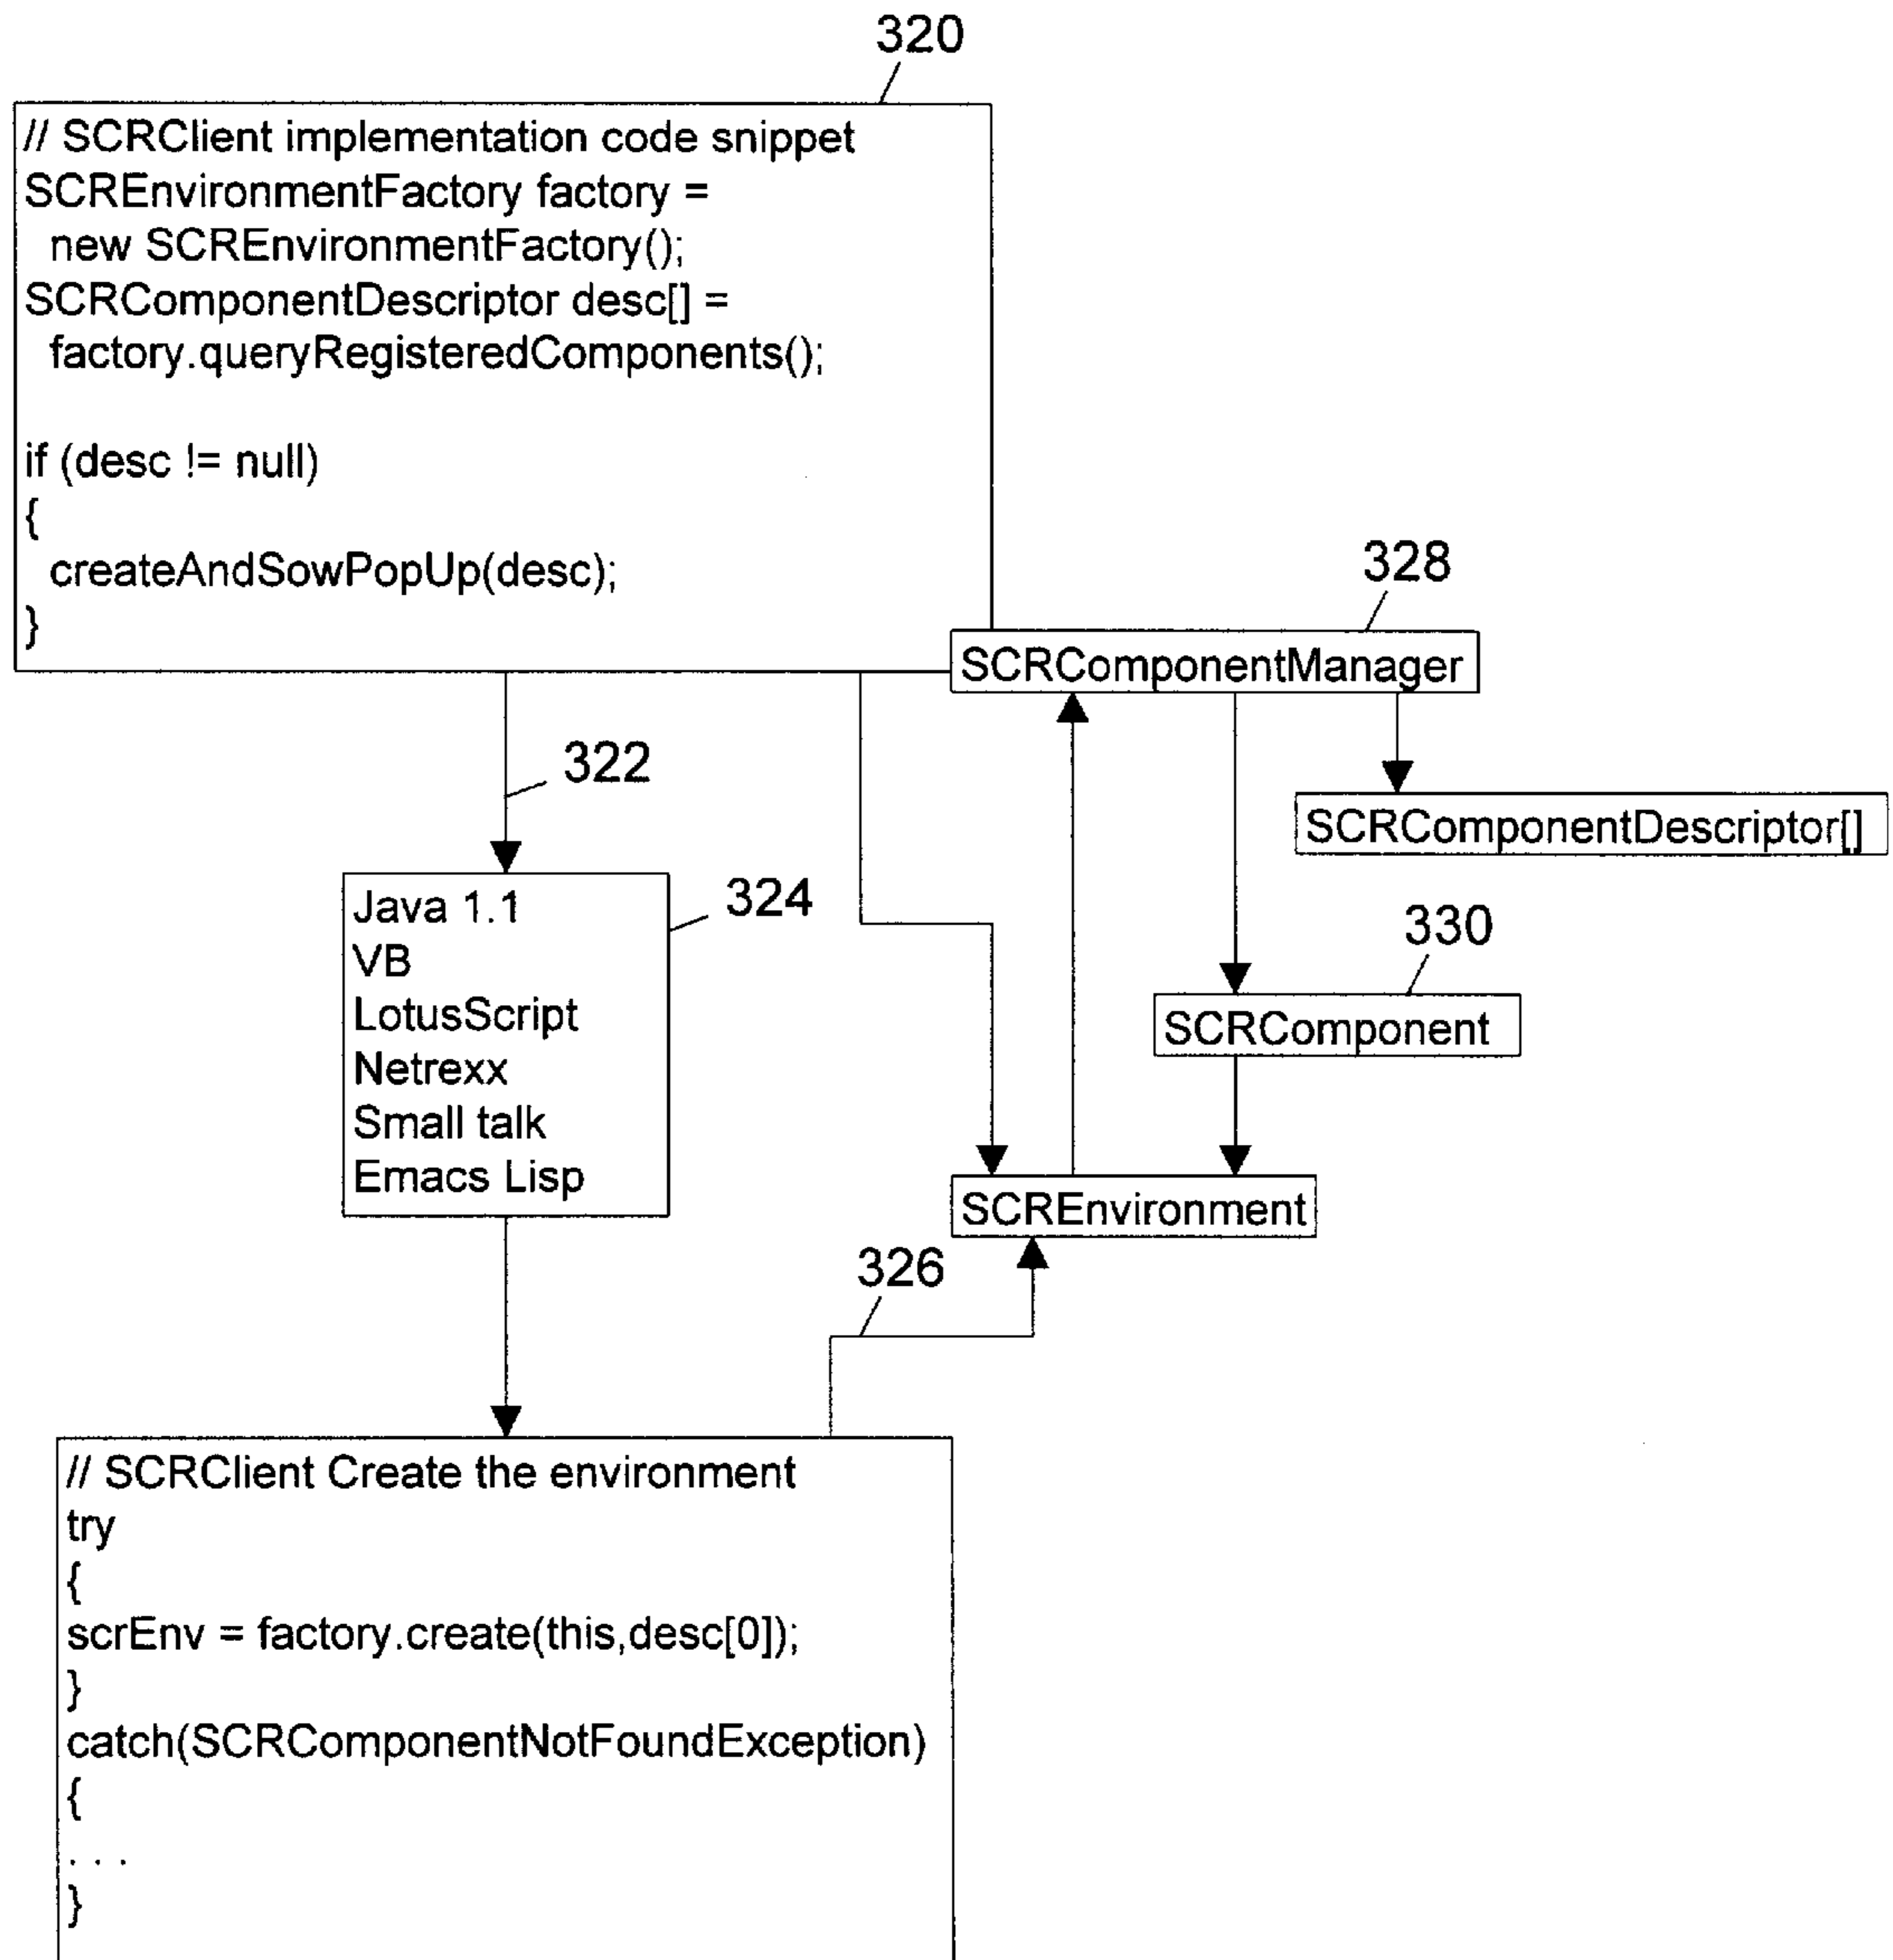 320
// SCRClient implementation code snippet
SCREnvironmentFactory factory =
new SCREnvironmentFactory();
SCRComponentDescriptor desc[] =
factory.queryRegisteredComponents();
if (desc != null)
{
createAndSowPopUp(desc);
}
328
SCRComponentManager
322
SCRComponentDescriptor[]
324
Java 1.1
VB
LotusScript
Netrexx
Small talk
Emacs Lisp
330
SCRComponent
SCREnvironment
326
// SCRClient Create the environment
try
{
scrEnv = factory.create(this,desc[0]);
}
catch(SCRComponentNotFoundException)
{
. . .
}